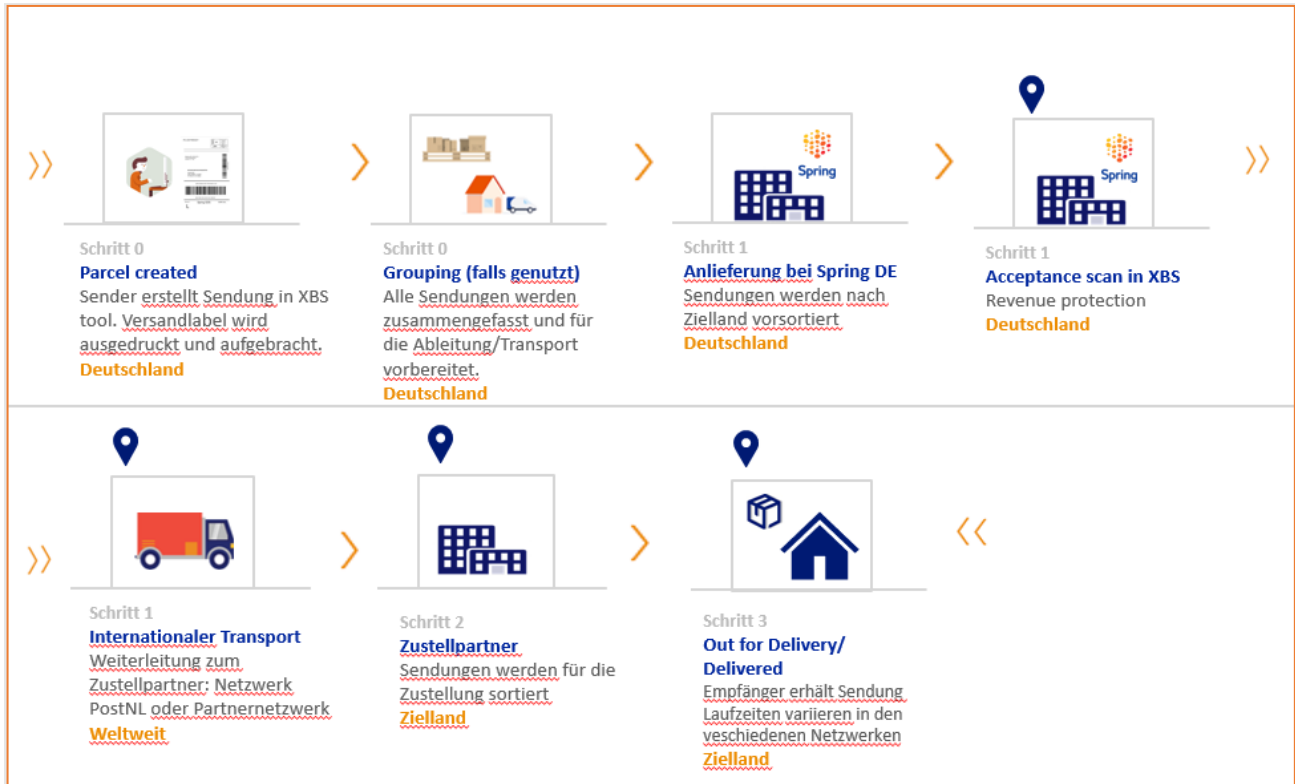 Spring
Spring
Schritt 0
Parcel created
Sender erstellt Sendung in XBS
tool. Versandlabel wird
ausgedruckt und aufgebracht.
Deutschland
Schritt 0
Grouping (falls genutzt)
Alle Sendungen werden
zusammengefasst und für
die Ableitung/Transport
vorbereitet.
Deutschland
Schritt 1
Anlieferung bei Spring DE
Sendungen werden nach
Zielland vorsortiert
Deutschland
Schritt 1
Acceptance scan in XBS
Revenue protection
Deutschland
Schritt 1
Internationaler Transport
Weiterleitung zum
Zustellpartner: Netzwerk
PostNL oder Partnernetzwerk
Weltweit
Schritt 2
Zustellpartner
Sendungen werden für die
Zustellung sortiert
Zielland
Schritt 3
Out for Delivery/
Delivered
Empfänger erhält Sendung
Laufzeiten variieren in den
veschiedenen Netzwerken
Zielland